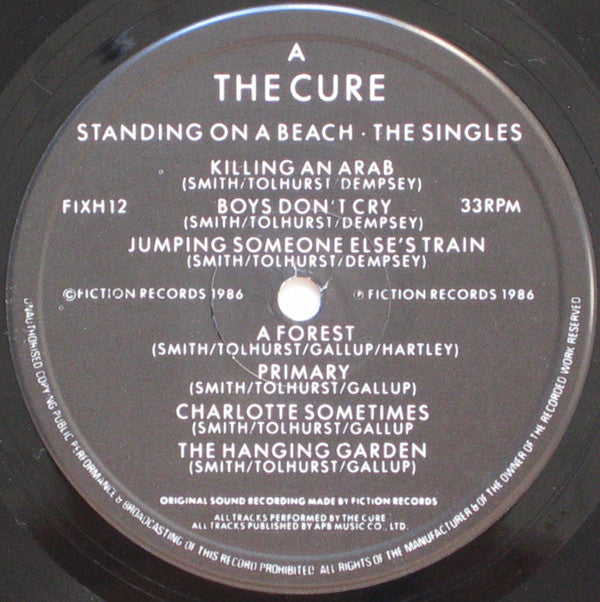 A
THE CURE
STANDING ON A BEACH · THE SINGLES
KILLING AN ARAB
(SMITH/TOLHURST DEMPSEY)
FIXH12 BOYS DON'T CRY 33RPM
(SMITH/TOLHURST/DEMPSEY)
JUMPING SOMEONE ELSE'S TRAIN
(SMITH/TOLHURST/DEMPSEY)
©FICTION RECORDS 1986 ℗FICTION RECORDS 1986
A FOREST
(SMITH/TOLHURST/GALLUP/HARTLEY)
PRIMARY
(SMITH/TOLHURST/GALLUP)
CHARLOTTE SOMETIMES
(SMITH/TOLHURST/GALLUP
THE HANGING GARDEN
(SMITH/TOLHURST/GALLUP)
ORIGINAL SOUND RECORDING MADE BY FICTION RECORDS
ALL TRACKS PERFORMED BY THE CURE
ALL TRACKS PUBLISHED BY APB MUSIC CO., LTD.
UNAUTHORISED COPYING PUBLIC PERFORMANCE & BROADCASTING OF THIS RECORD PROHIBITED ALL RIGHTS OF THE MANUFACTURER & OF THE OWNER OF THE RECORDED WORK RESERVED